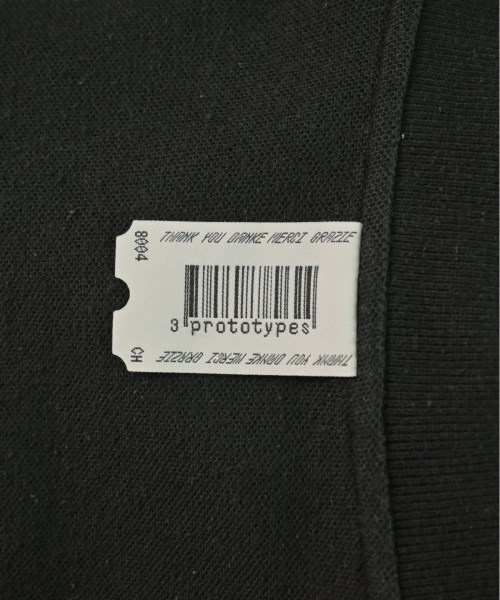 THANK YOU DANKE MERCI GRAZIE
8004
3 prototypes
CH
THANK YOU DANKE MERCI GRAZIE